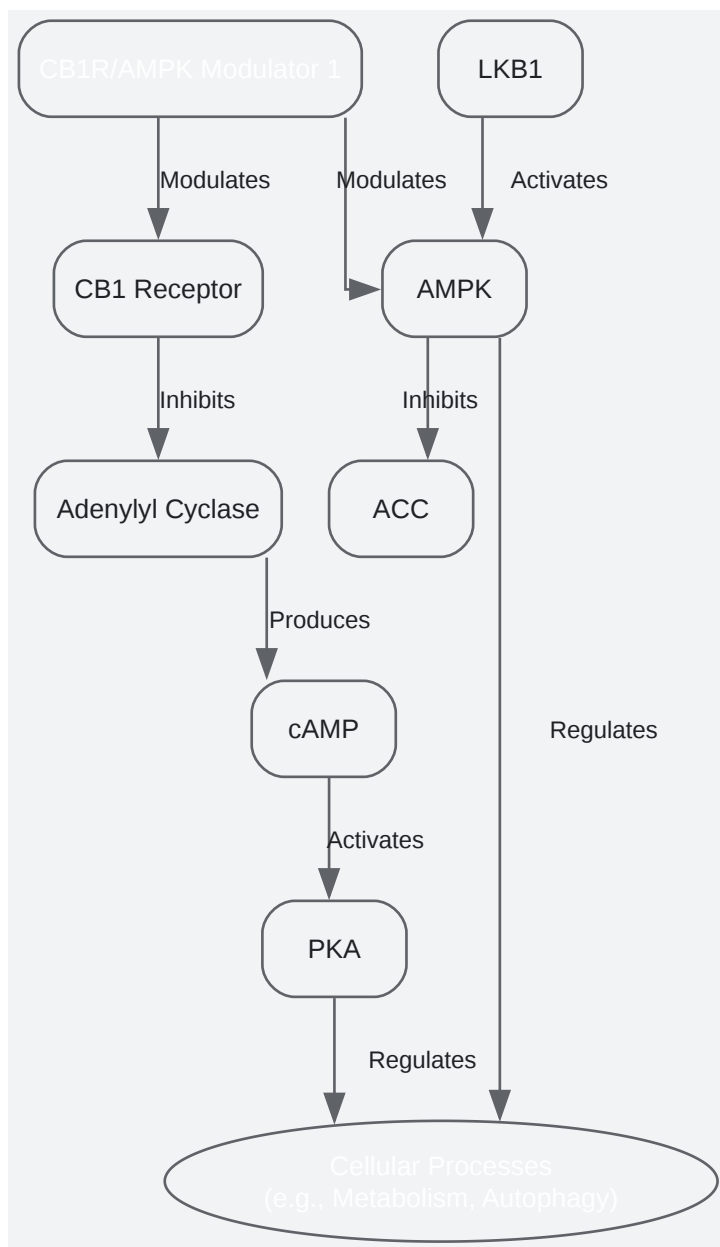 CB1R/AMPK Modulator 1
LKB1
Modulates
Modulates
Activates
CB1 Receptor
AMPK
Inhibits
Inhibits
Adenylyl Cyclase
ACC
Produces
cAMP
Regulates
Activates
PKA
Regulates
Cellular Processes
(e.g., Metabolism, Autophagy)